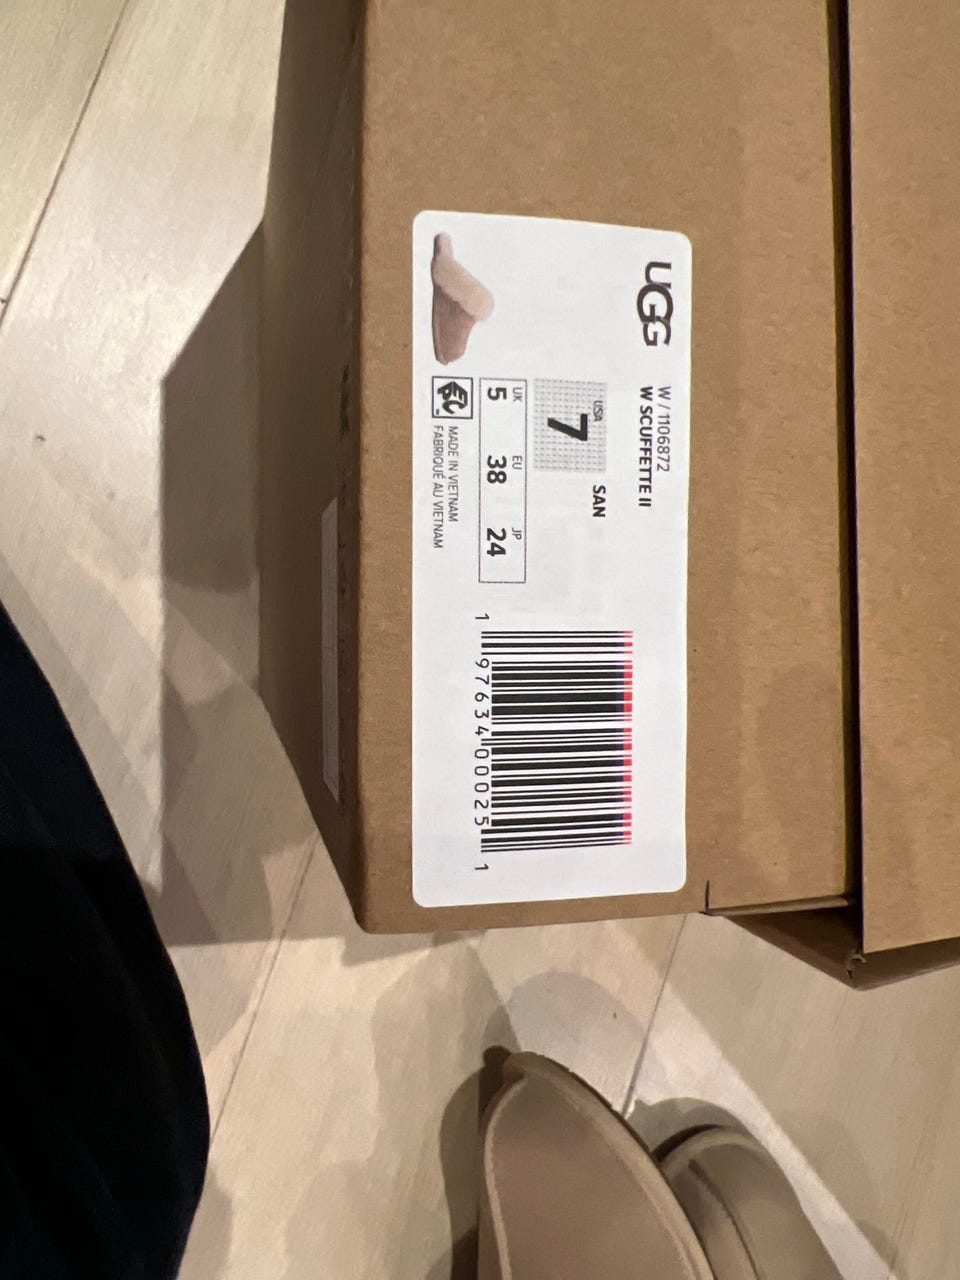 UGG
W / 1106872
W SCUFFETTE II
USA
7
SAN
UK EU JP
5 38 24
MADE IN VIETNAM
FABRIQUÉ AU VIETNAM
1 97634 00025 1